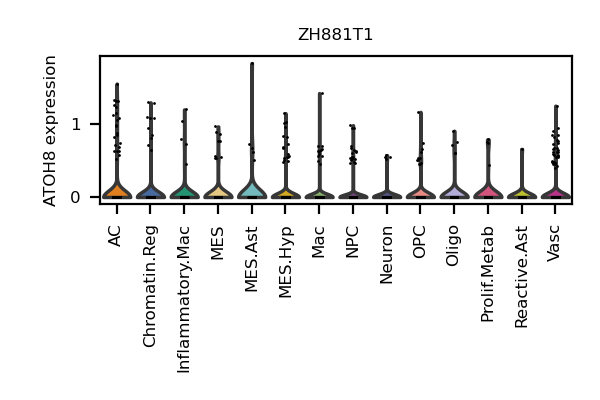 ZH881T1
ATOH8 expression
1
0
AC
Chromatin.Reg
Inflammatory.Mac
MES
MES.Ast
MES.Hyp
Mac
NPC
Neuron
OPC
Oligo
Prolif.Metab
Reactive.Ast
Vasc